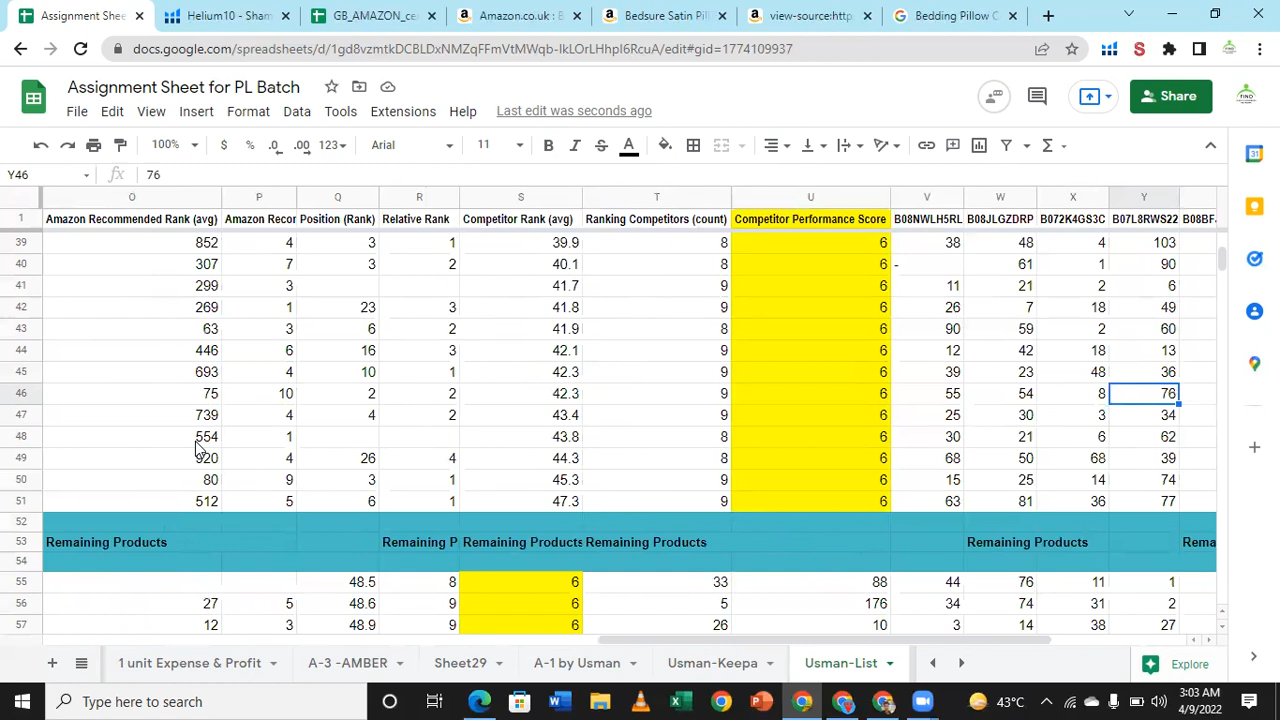 Assignment Sheet for PL B
Helium10 - Sham
GB_AMAZON_ce
Amazon.co.uk : B
Bedsure Satin Pil
view-source:http
Bedding Pillow C
docs.google.com/spreadsheets/d/1gd8vzmtkDCBLDxNMZqFFmVtMWqb-IkLOrLHhpl6RcuA/edit#gid=1774109937
Assignment Sheet for PL Batch
File Edit View Insert Format Data Tools Extensions Help Last edit was seconds ago
Share
100% $ % .0 .00 123 Arial 11 B I S A
Y46 fx 76
O P Q R S T U V W X Y
1 Amazon Recommended Rank (avg) Amazon Recor Position (Rank) Relative Rank Competitor Rank (avg) Ranking Competitors (count) Competitor Performance Score B08NWLH5RL B08JLGZDRP B072K4GS3C B07L8RWS22 B08BF
39 852 4 3 1 39.9 8 6 38 48 4 103
40 307 7 3 2 40.1 8 6 - 61 1 90
41 299 3 41.7 9 6 11 21 2 6
42 269 1 23 3 41.8 9 6 26 7 18 49
43 63 3 6 2 41.9 9 6 90 59 2 60
44 446 6 16 3 42.1 9 6 12 42 18 13
45 693 4 10 1 42.3 9 6 39 23 48 36
46 75 10 2 2 42.3 9 6 55 54 8 76
47 739 4 4 2 43.4 9 6 25 30 3 34
48 554 1 43.8 8 6 30 21 6 62
49 920 4 26 4 44.3 8 6 68 50 68 39
50 80 9 3 1 45.3 9 6 15 25 14 74
51 512 5 6 1 47.3 9 6 63 81 36 77
52
53 Remaining Products Remaining P Remaining Products Remaining Products Remaining Products Rema
54
55 48.5 8 6 33 88 44 76 11 1
56 27 5 48.6 9 6 5 176 34 74 31 2
57 12 3 48.9 9 6 26 10 3 14 38 27
1 unit Expense & Profit A-3 -AMBER Sheet29 A-1 by Usman Usman-Keepa Usman-List Explore
Type here to search
43°C
3:03 AM
4/9/2022